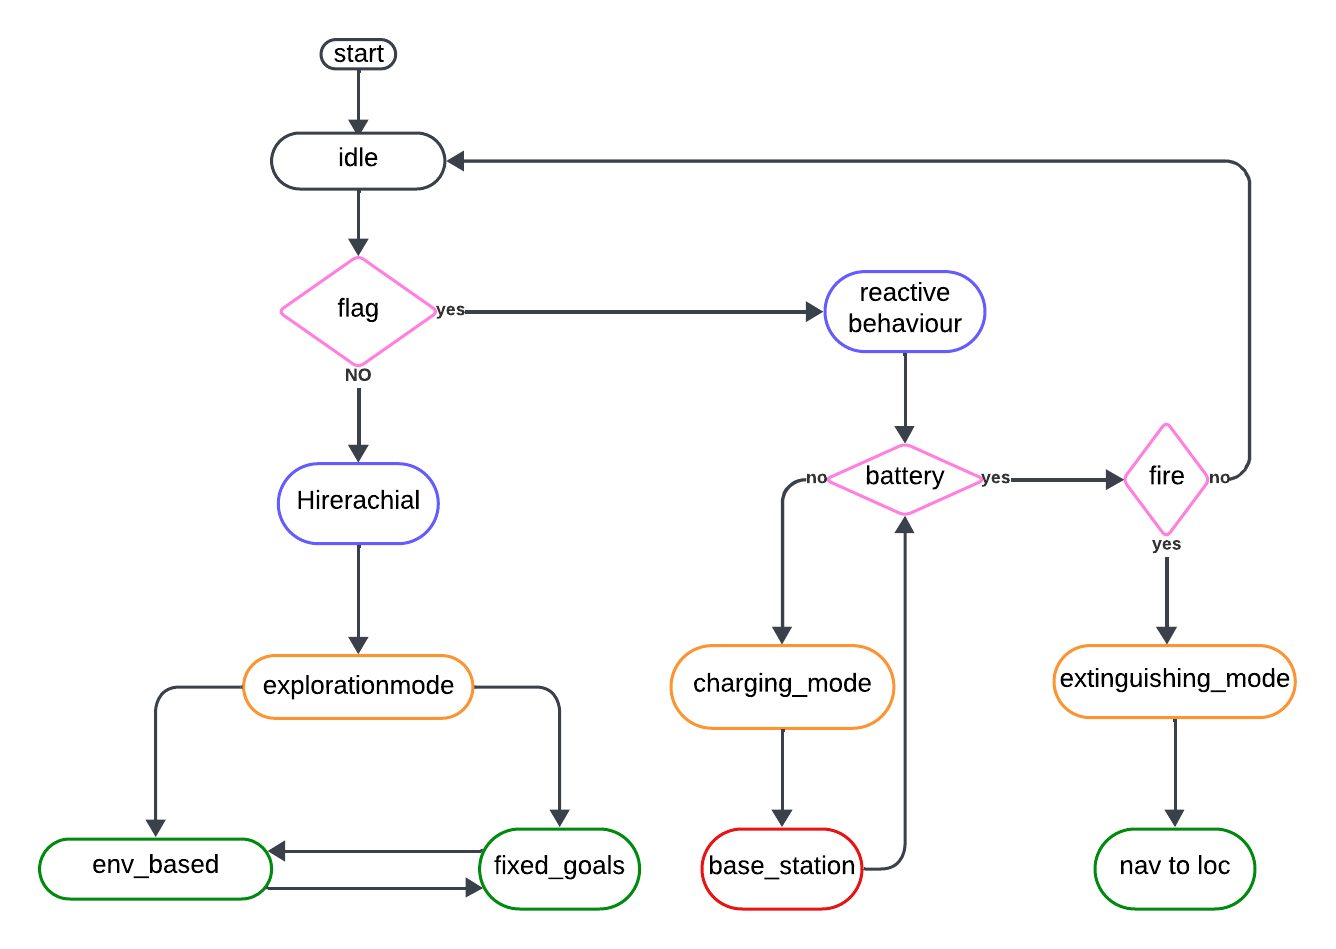 start
idle
flag
yes
NO
reactive
behaviour
Hirerachial
battery
no
yes
fire
no
yes
explorationmode
charging_mode
extinguishing_mode
env_based
fixed_goals
base_station
nav to loc